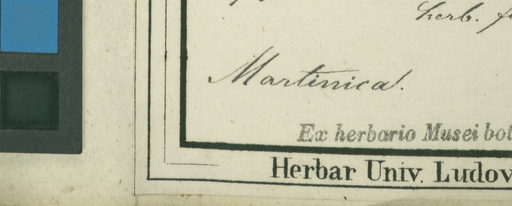 herb.
Martinica.
Ex herbario Musei bot
Herbar Univ. Ludov